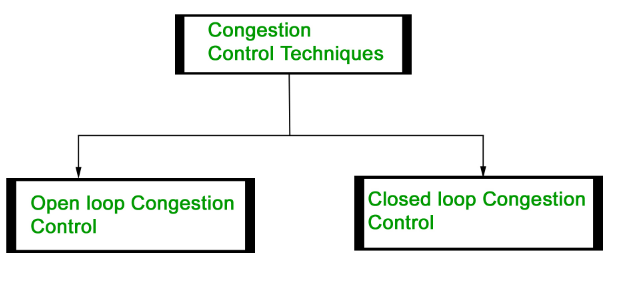 Congestion
Control Techniques
Open loop Congestion
Control
Closed loop Congestion
Control